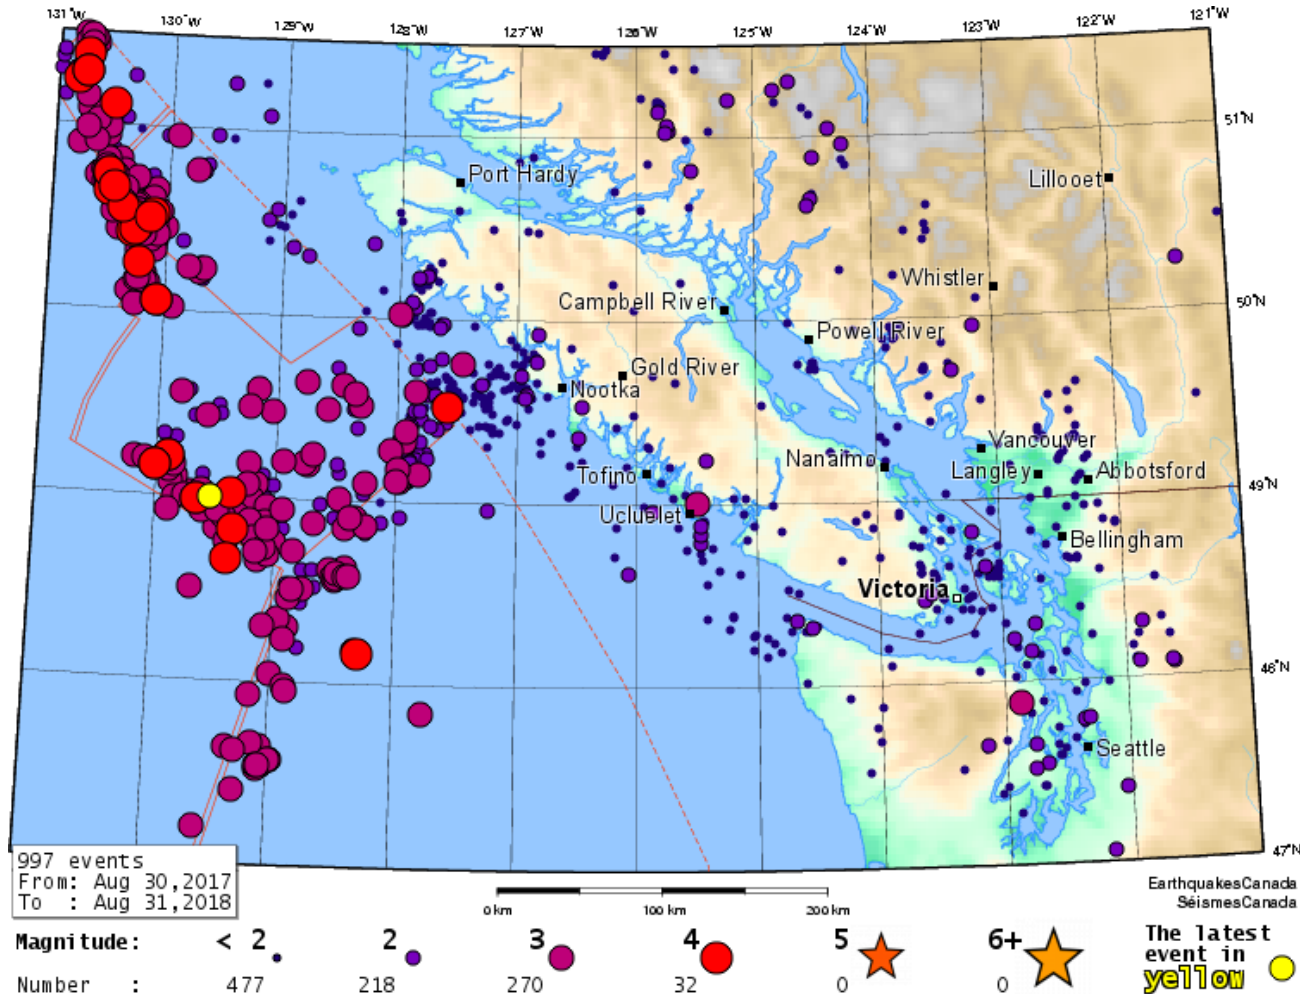 131°W 130°W 129°W 128°W 127°W 126°W 125°W 124°W 123°W 122°W 121°W
51°N
Port Hardy
Lillooet
Whistler
50°N
Campbell River
Powell River
Gold River
Nootka
Vancouver
Nanaimo
Langley
Abbotsford
Tofino
49°N
Ucluelet
Bellingham
Victoria
48°N
Seattle
47°N
997 events
From: Aug 30,2017
To : Aug 31,2018
0 km 100 km 200 km
EarthquakesCanada
SéismesCanada
Magnitude: < 2 2 3 4 5 6+
Number : 477 218 270 32 0 0
The latest
event in
yellow